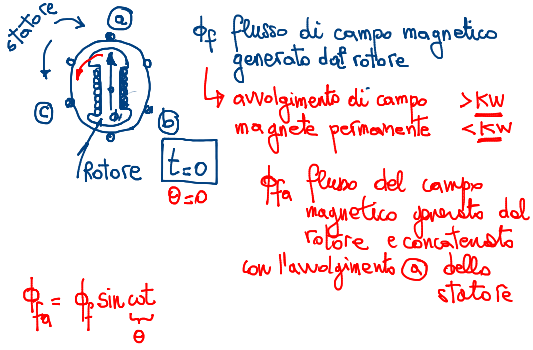 statore
a
c
b
Rotore
t=0
θ=0
ϕf flusso di campo magnetico
generato dal rotore
avvolgimento di campo >KW
magnete permanente <KW
ϕfa flusso del campo
magnetico generato dal
rotore e concatenato
con l'avvolgimento a dello
statore
ϕfa = ϕf sin ωt
θ